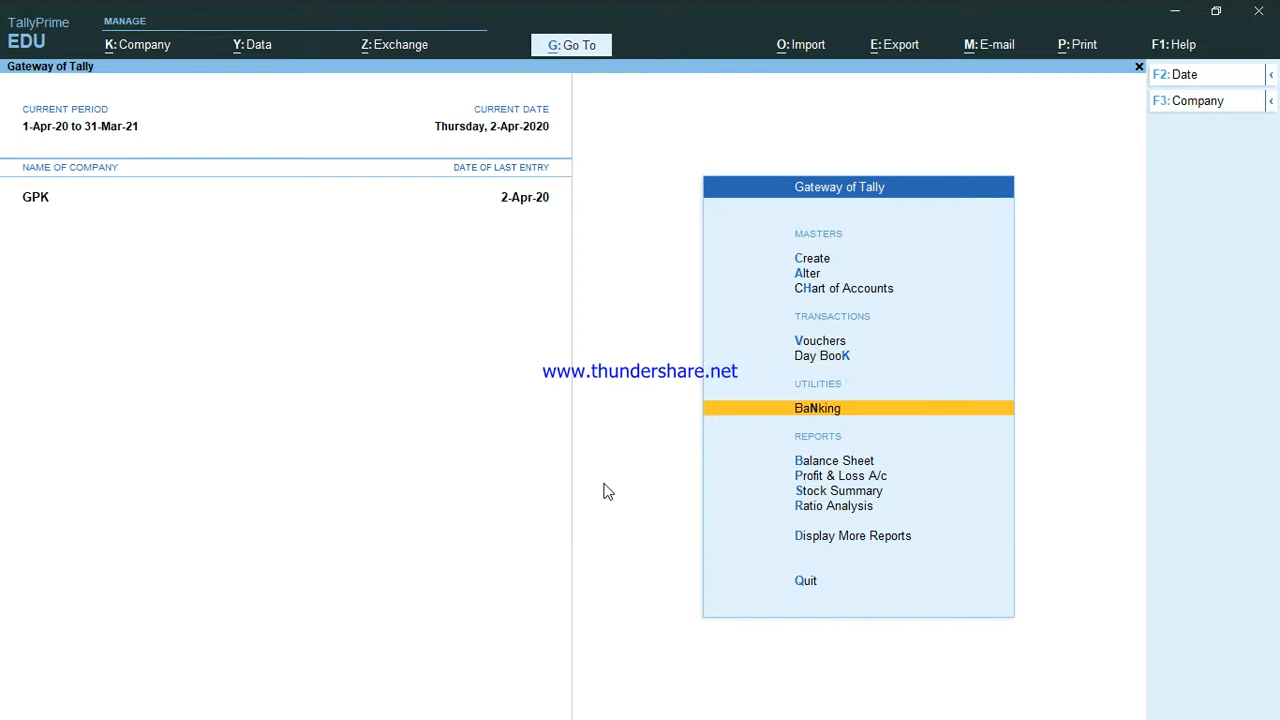 TallyPrime
EDU
MANAGE
K: Company
Y: Data
Z: Exchange
G: Go To
O: Import
E: Export
M: E-mail
P: Print
F1: Help
Gateway of Tally
F2: Date
F3: Company
CURRENT PERIOD
CURRENT DATE
1-Apr-20 to 31-Mar-21
Thursday, 2-Apr-2020
NAME OF COMPANY
DATE OF LAST ENTRY
GPK
2-Apr-20
Gateway of Tally
MASTERS
Create
Alter
CHart of Accounts
TRANSACTIONS
Vouchers
Day BooK
UTILITIES
BaNking
REPORTS
Balance Sheet
Profit & Loss A/c
Stock Summary
Ratio Analysis
Display More Reports
Quit
www.thundershare.net